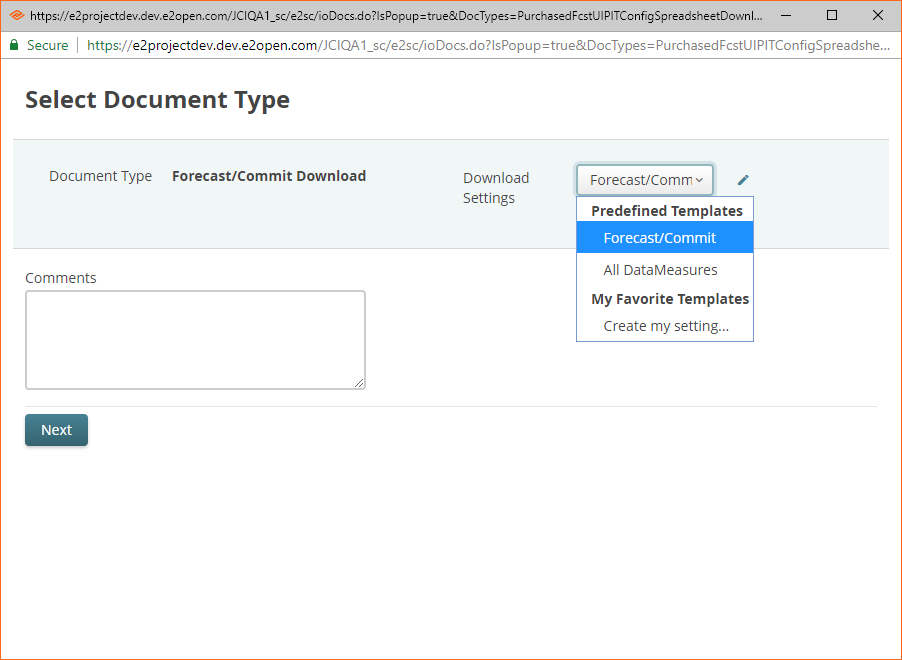 https://e2projectdev.dev.e2open.com/JCIQA1_sc/e2sc/ioDocs.do?IsPopup=true&DocTypes=PurchasedFcstUIPITConfigSpreadsheetDownl...
Secure https://e2projectdev.dev.e2open.com/JCIQA1_sc/e2sc/ioDocs.do?IsPopup=true&DocTypes=PurchasedFcstUIPITConfigSpreadshe...
Select Document Type
Document Type Forecast/Commit Download
Download
Settings
Forecast/Comm
Predefined Templates
Forecast/Commit
All DataMeasures
My Favorite Templates
Create my setting...
Comments
Next